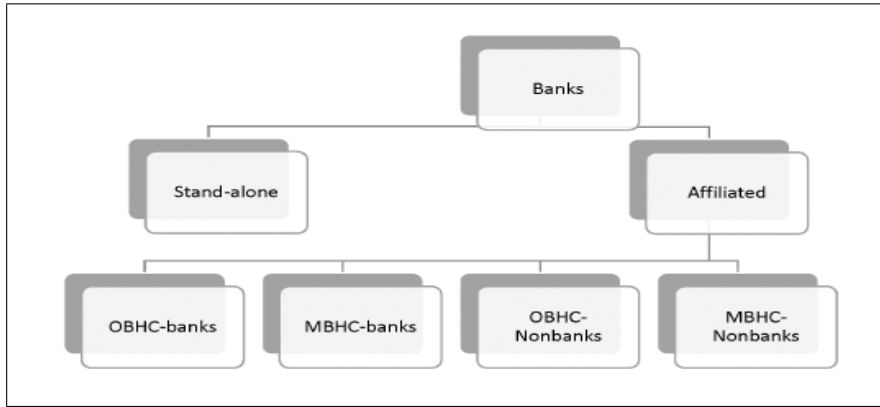 Banks
Stand-alone
Affiliated
OBHC-banks
MBHC-banks
OBHC-
Nonbanks
MBHC-
Nonbanks